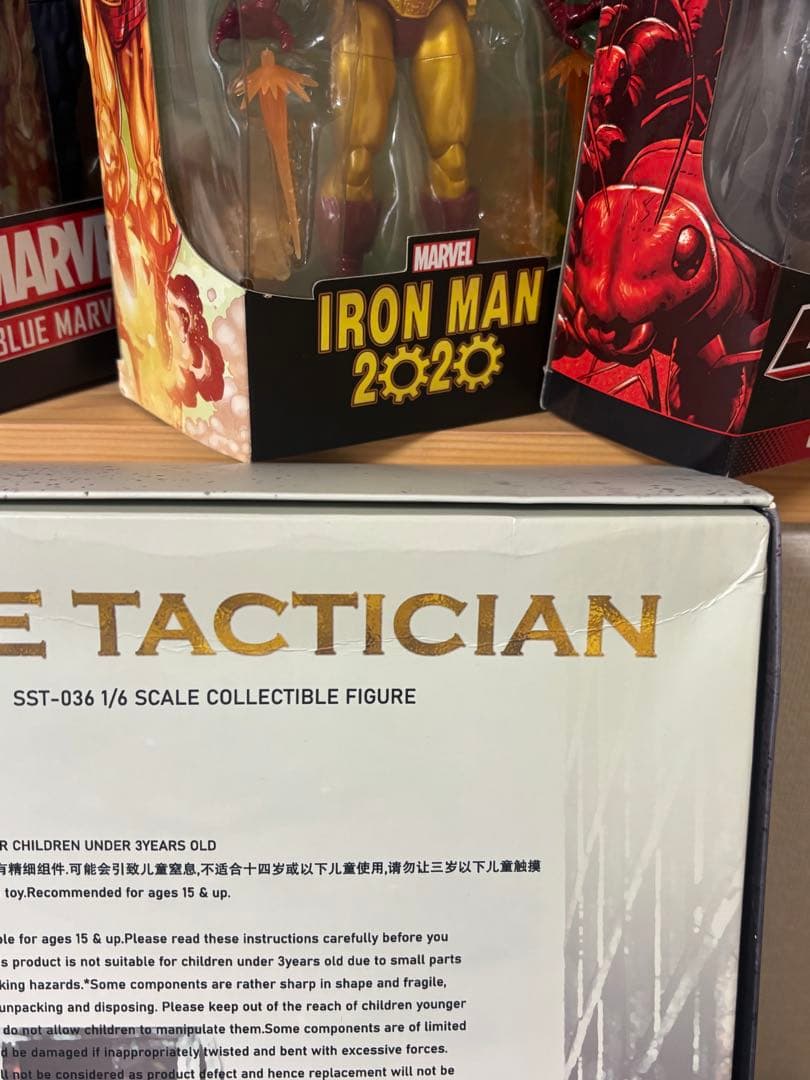 MARVEL
IRON MAN
2020
MARV
BLUE MARV
E TACTICIAN
SST-036 1/6 SCALE COLLECTIBLE FIGURE
R CHILDREN UNDER 3YEARS OLD
有精细组件.可能会引致儿童窒息,不适合十四岁或以下儿童使用,请勿让三岁以下儿童触摸
toy.Recommended for ages 15 & up.
ble for ages 15 & up.Please read these instructions carefully before you
s product is not suitable for children under 3years old due to small parts
king hazards.*Some components are rather sharp in shape and fragile,
unpacking and disposing. Please keep out of the reach of children younger
do not allow children to manipulate them.Some components are of limited
d be damaged if inappropriately twisted and bent with excessive forces.
ll not be considered as product defect and hence replacement will not be